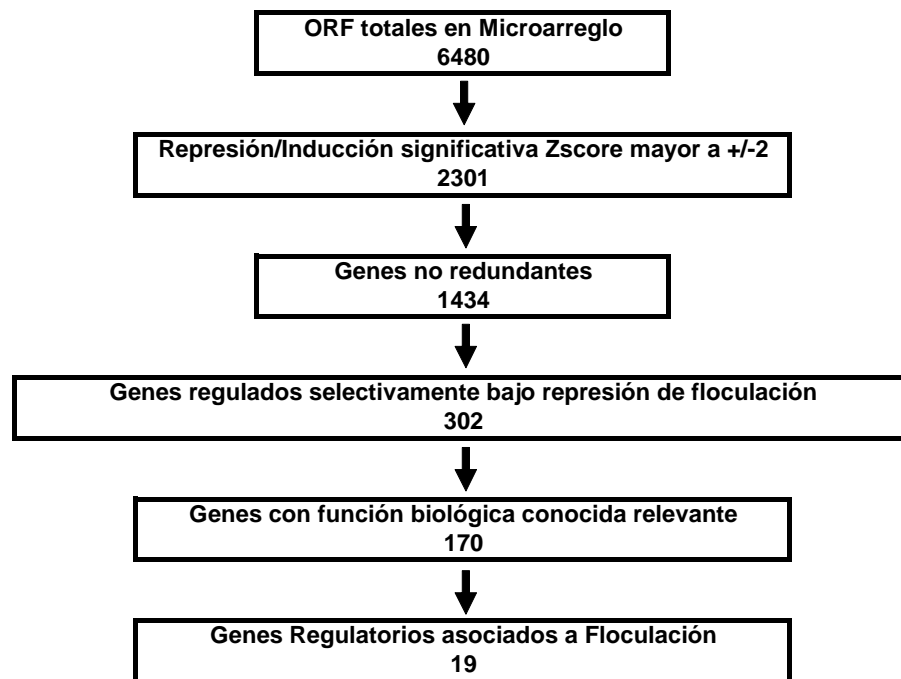 ORF totales en Microarreglo
6480
Represión/Inducción significativa Zscore mayor a +/-2
2301
Genes no redundantes
1434
Genes regulados selectivamente bajo represión de floculación
302
Genes con función biológica conocida relevante
170
Genes Regulatorios asociados a Floculación
19